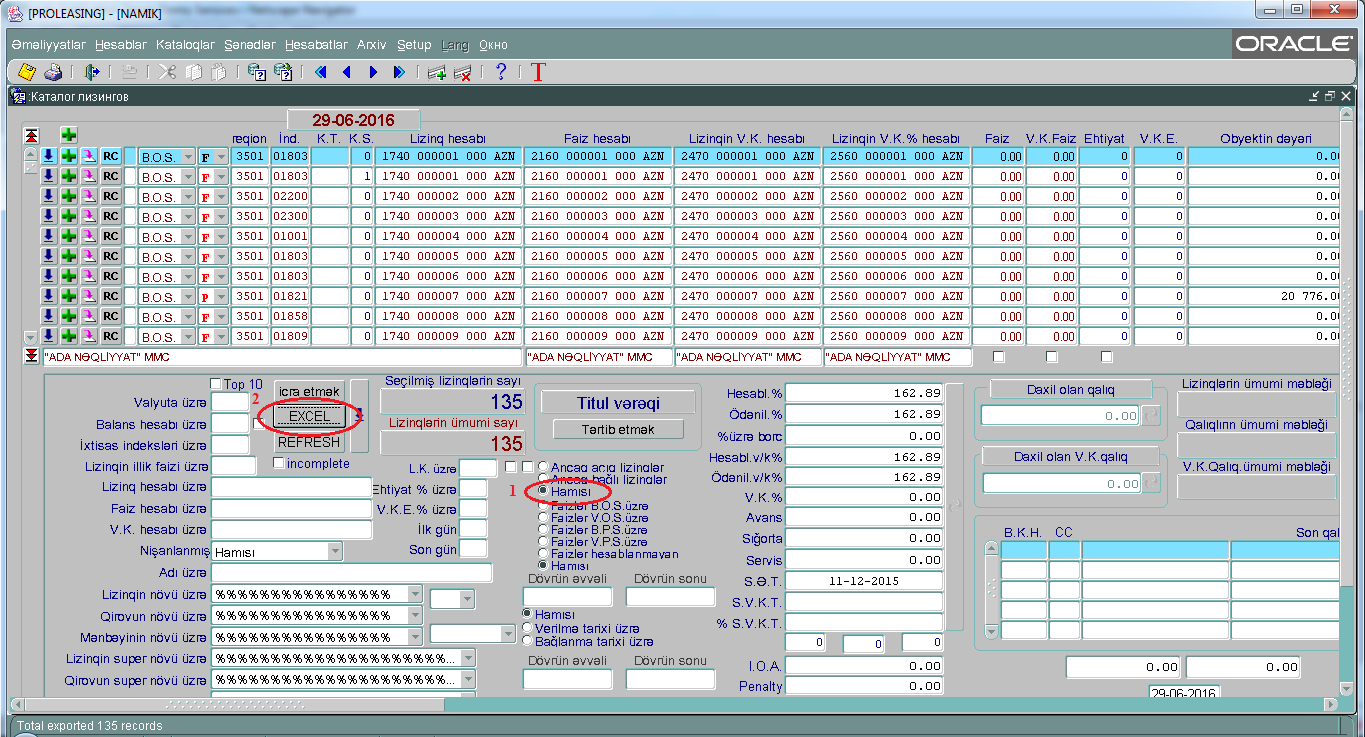 [PROLEASING] - [NAMIK]
Əməliyyatlar Hesablar Kataloqlar Sənədlər Hesabatlar Arxiv Setup Lang Окно
ORACLE
? T
:Каталог лизингов
29-06-2016
region İnd. K.T. K.S. Lizinq hesabı Faiz hesabı Lizinqin V.K. hesabı Lizinqin V.K.% hesabı Faiz V.K.Faiz Ehtiyat V.K.E. Obyektin dəyəri
RC B.O.S. F 3501 01803 0 1740 000001 000 AZN 2160 000001 000 AZN 2470 000001 000 AZN 2560 000001 000 AZN 0.00 0.00 0 0 0.00
RC B.O.S. F 3501 01803 1 1740 000001 000 AZN 2160 000001 000 AZN 2470 000001 000 AZN 2560 000001 000 AZN 0.00 0.00 0 0 0.00
RC B.O.S. F 3501 02200 0 1740 000002 000 AZN 2160 000002 000 AZN 2470 000002 000 AZN 2560 000002 000 AZN 0.00 0.00 0 0 0.00
RC B.O.S. F 3501 02300 0 1740 000003 000 AZN 2160 000003 000 AZN 2470 000003 000 AZN 2560 000003 000 AZN 0.00 0.00 0 0 0.00
RC B.O.S. F 3501 01001 0 1740 000004 000 AZN 2160 000004 000 AZN 2470 000004 000 AZN 2560 000004 000 AZN 0.00 0.00 0 0 0.00
RC B.O.S. F 3501 01803 0 1740 000005 000 AZN 2160 000005 000 AZN 2470 000005 000 AZN 2560 000005 000 AZN 0.00 0.00 0 0 0.00
RC B.O.S. F 3501 01803 0 1740 000006 000 AZN 2160 000006 000 AZN 2470 000006 000 AZN 2560 000006 000 AZN 0.00 0.00 0 0 0.00
RC B.O.S. P 3501 01821 0 1740 000007 000 AZN 2160 000007 000 AZN 2470 000007 000 AZN 2560 000007 000 AZN 0.00 0.00 0 0 20 776.00
RC B.O.S. F 3501 01858 0 1740 000008 000 AZN 2160 000008 000 AZN 2470 000008 000 AZN 2560 000008 000 AZN 0.00 0.00 0 0 0.00
RC B.O.S. F 3501 01809 0 1740 000009 000 AZN 2160 000009 000 AZN 2470 000009 000 AZN 2560 000009 000 AZN 0.00 0.00 0 0 0.00
"ADA NƏQLİYYAT" MMC "ADA NƏQLİYYAT" MMC "ADA NƏQLİYYAT" MMC "ADA NƏQLİYYAT" MMC
Top 10
Valyuta üzrə
Balans hesabı üzrə
İxtisas indeksləri üzrə
Lizinqin illik faizi üzrə
Lizinq hesabı üzrə
Faiz hesabı üzrə
V.K. hesabı üzrə
Nişanlanmış Hamısı
Adı üzrə
Lizinqin növü üzrə %%%%%%%%%%%%%%%%
Qirovun növü üzrə %%%%%%%%%%%%%%%%
Mənbəyinin növü üzrə %%%%%%%%%%%%%%%%
Lizinqin super növü üzrə %%%%%%%%%%%%%%%%%%%%%...
Qirovun super növü üzrə %%%%%%%%%%%%%%%%%%%%%...
icra etmək
2
EXCEL
REFRESH
incomplete
Seçilmiş lizinqlərin sayı
135
Lizinqlərin ümumi sayı
135
L.K. üzrə
Ehtiyat % üzrə
V.K.E.% üzrə
İlk gün
Son gün
Titul vərəqi
Tərtib etmək
Ancaq açıq lizinqlər
Ancaq bağlı lizinqlər
1 Hamısı
Faizlər B.O.S.üzrə
Faizlər V.O.S.üzrə
Faizlər B.P.S.üzrə
Faizlər V.P.S.üzrə
Faizlər hesablanmayan
Hamısı
Dövrün əvvəli Dövrün sonu
Hamısı
Verilmə tarixi üzrə
Bağlanma tarixi üzrə
Dövrün əvvəli Dövrün sonu
Hesabl.% 162.89
Ödənil.% 162.89
%üzrə borc 0.00
Hesabl.v/k% 162.89
Ödənil.v/k% 162.89
V.K.% 0.00
Avans 0.00
Sığorta 0.00
Servis 0.00
S.Ə.T. 11-12-2015
S.V.K.T.
% S.V.K.T.
0 0 0
I.O.A. 0.00
Penalty 0.00
Daxil olan qalıq
0.00
Daxil olan V.K.qalıq
0.00
Lizinqlərin ümumi məbləği
Qalıqların ümumi məbləği
V.K.Qalıq.ümumi məbləği
B.K.H. CC Son qal
0.00 0.00
29-06-2016
Total exported 135 records